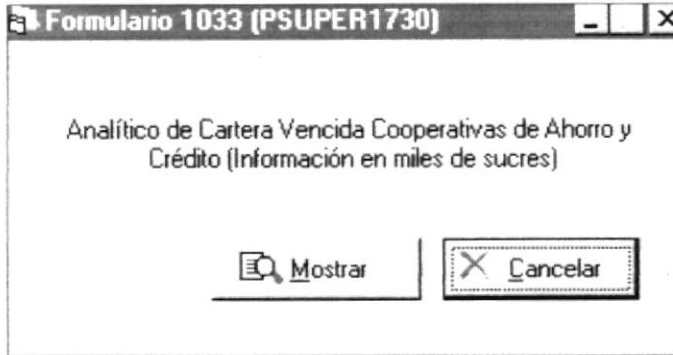 Formulario 1033 (PSUPER1730)
Analítico de Cartera Vencida Cooperativas de Ahorro y
Crédito (Información en miles de sucres)
Mostrar
Cancelar